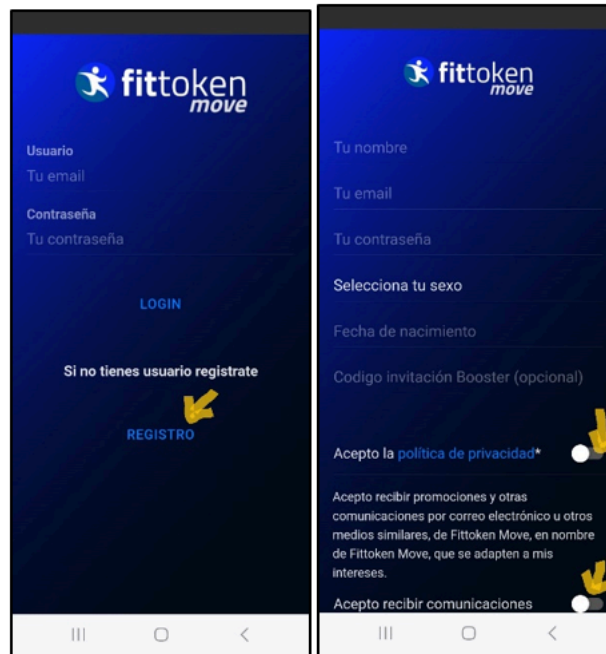 fittoken
move
Usuario
Tu email
Contraseña
Tu contraseña
LOGIN
Si no tienes usuario registrate
REGISTRO
fittoken
move
Tu nombre
Tu email
Tu contraseña
Selecciona tu sexo
Fecha de nacimiento
Codigo invitación Booster (opcional)
Acepto la política de privacidad*
Acepto recibir promociones y otras
comunicaciones por correo electrónico u otros
medios similares, de Fittoken Move, en nombre
de Fittoken Move, que se adapten a mis
intereses.
Acepto recibir comunicaciones